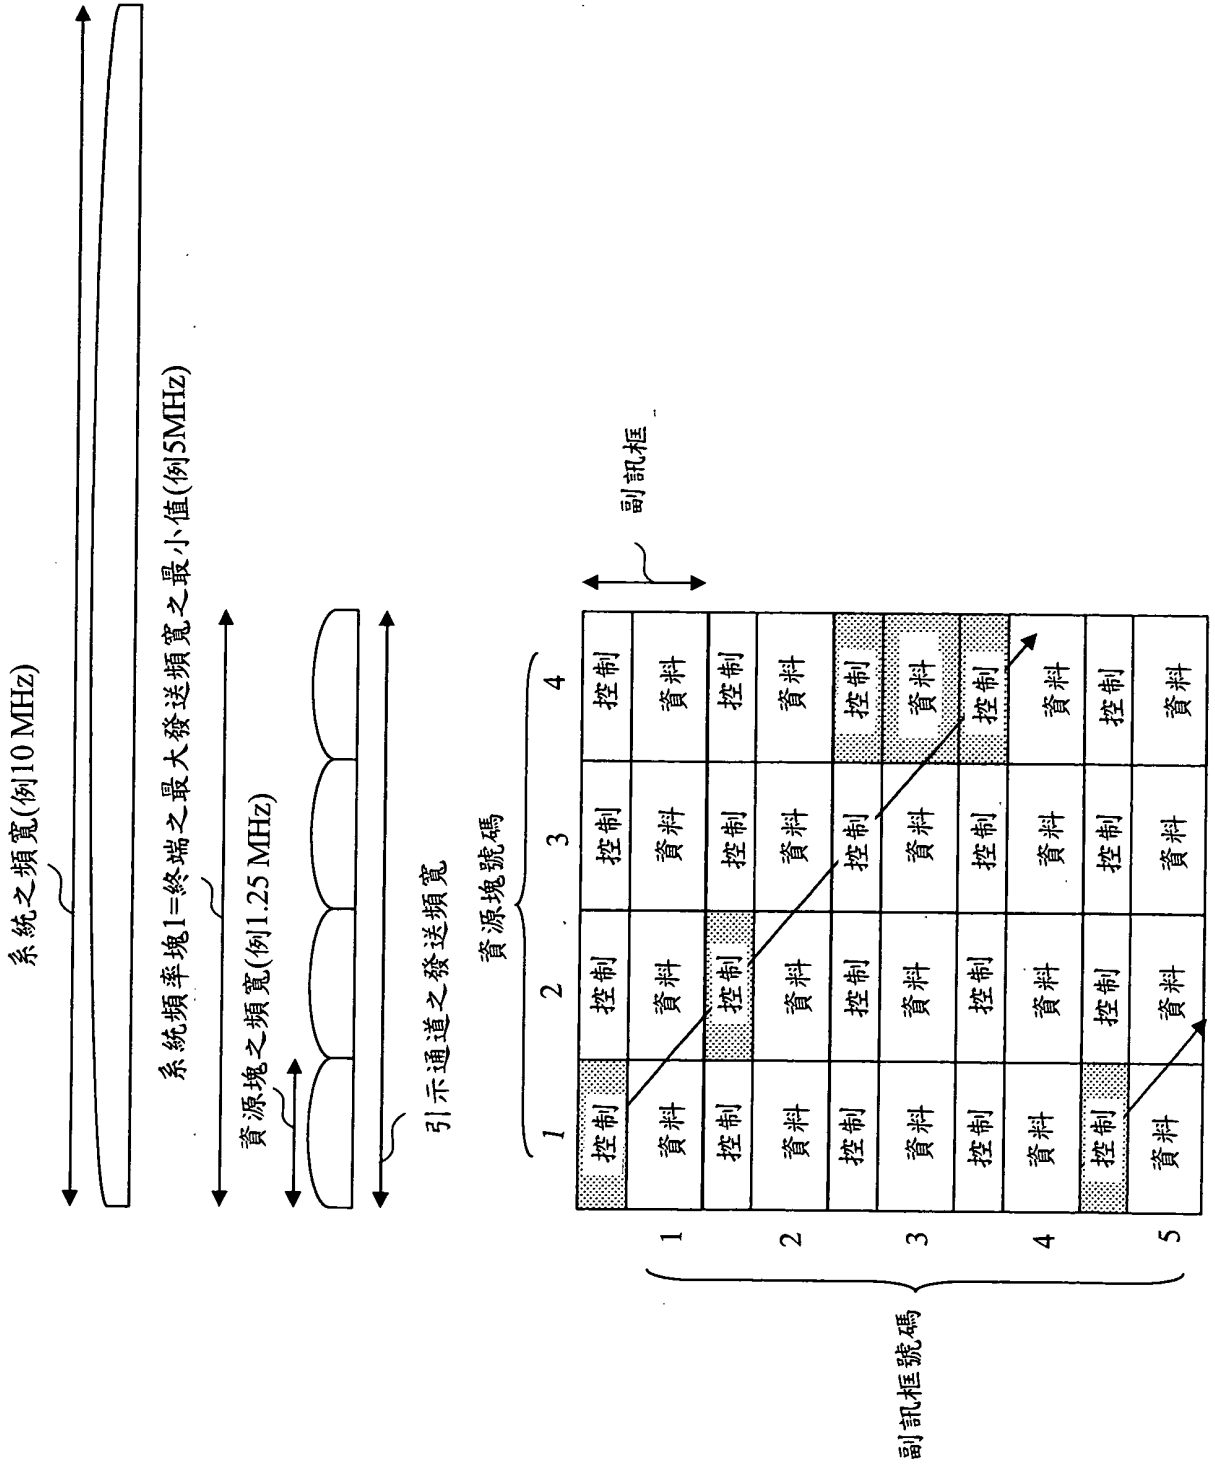 系統之頻寬(例10 MHz)
系統頻率塊1=終端之最大發送頻寬之最小值(例5MHz)
資源塊之頻寬(例1.25 MHz)
引示通道之發送頻寬
資源塊號碼
1 2 3 4
副訊框
控制 控制 控制 控制
1 資料 資料 資料 資料
控制 控制 控制 控制
2 資料 資料 資料 資料
控制 控制 控制 控制
3 資料 資料 資料 資料
控制 控制 控制 控制
4 資料 資料 資料 資料
控制 控制 控制 控制
5 資料 資料 資料 資料
副訊框號碼